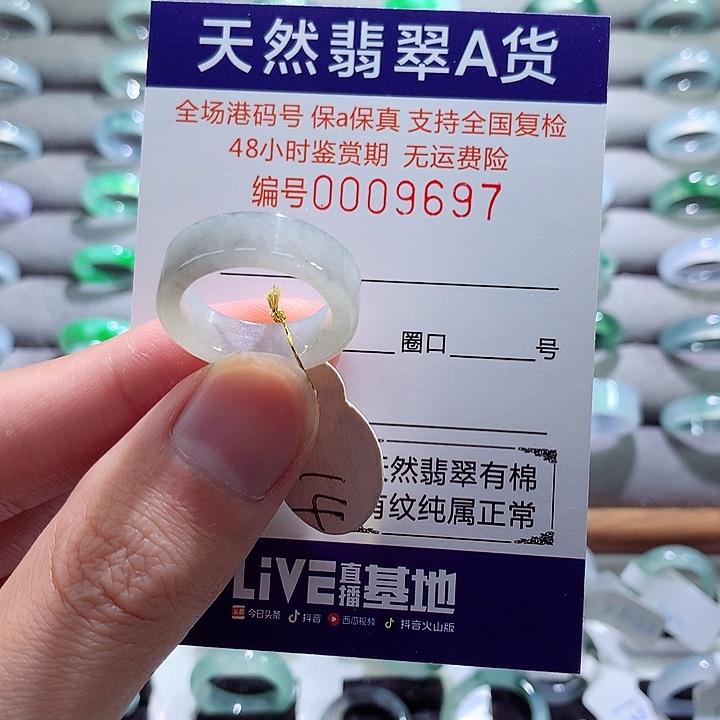 天然翡翠A货
全场港码号 保a保真 支持全国复检
48小时鉴赏期 无运费险
编号0009697
圈口 号
然翡翠有棉
有纹纯属正常
LiVE直播基地
头条 今日头条 抖音 西瓜视频 抖音火山版